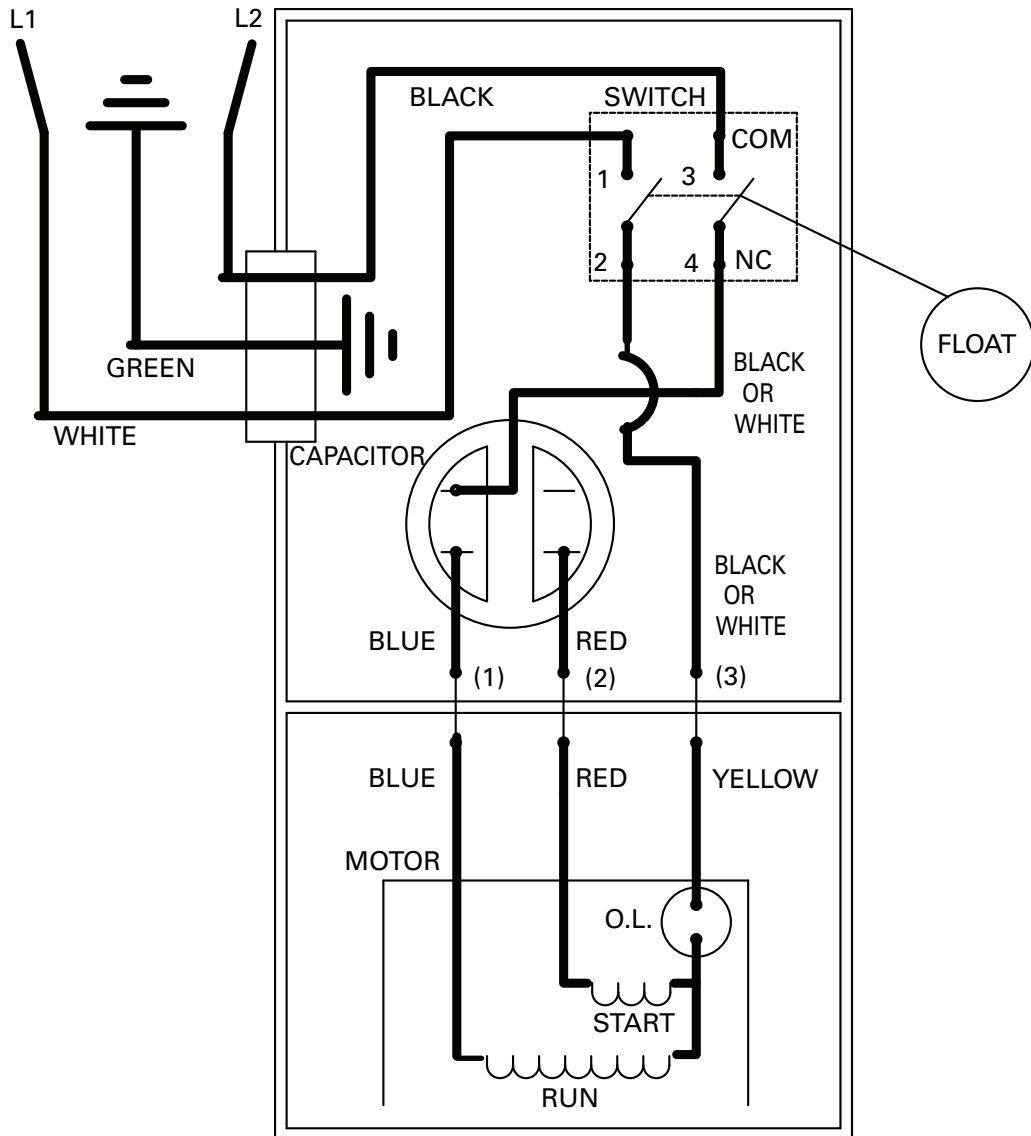 L1
L2
BLACK
SWITCH
COM
1
3
2
4
NC
FLOAT
GREEN
BLACK
OR
WHITE
WHITE
CAPACITOR
BLACK
OR
WHITE
BLUE
RED
(1)
(2)
(3)
BLUE
RED
YELLOW
MOTOR
O.L.
START
RUN